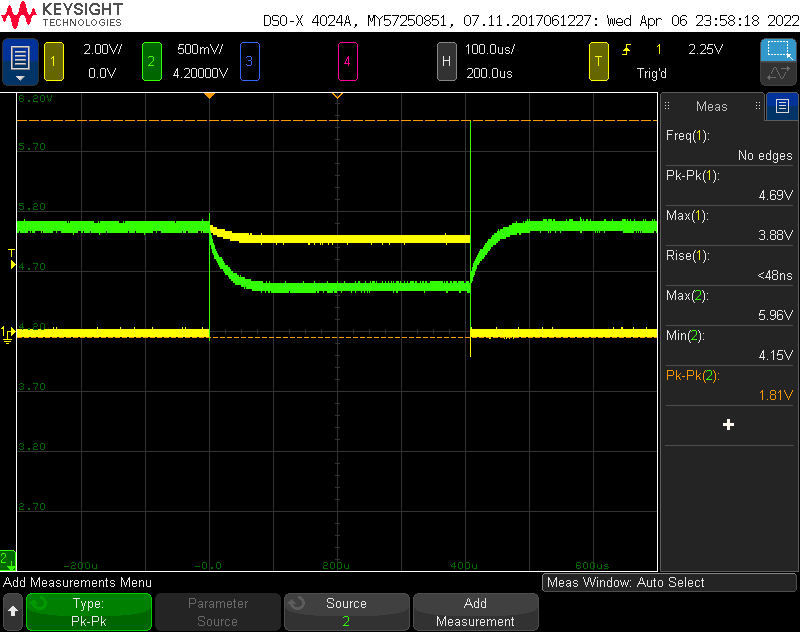 KEYSIGHT
TECHNOLOGIES
DSO-X 4024A, MY57250851, 07.11.2017061227: Wed Apr 06 23:58:18 2022
1 2.00V/ 2 500mV/ 3 4 H 100.0us/ T 1 2.25V
0.0V 4.20000V 200.0us Trig'd
6.20V
5.70
5.20
4.70
4.20
3.70
3.20
2.70
T
1
2
-200u -0.0 200u 400u 600u
Meas
Freq(1):
No edges
Pk-Pk(1):
4.69V
Max(1):
3.88V
Rise(1):
<48ns
Max(2):
5.96V
Min(2):
4.15V
Pk-Pk(2):
1.81V
Add Measurements Menu
Meas Window: Auto Select
Type:
Pk-Pk
Parameter
Source
Source
2
Add
Measurement